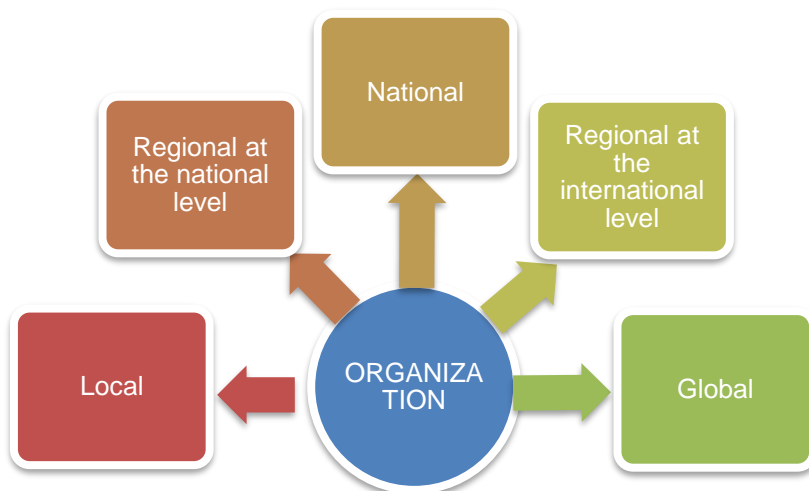 National
Regional at
the national
level
Regional at
the
international
level
Local
ORGANIZA
TION
Global